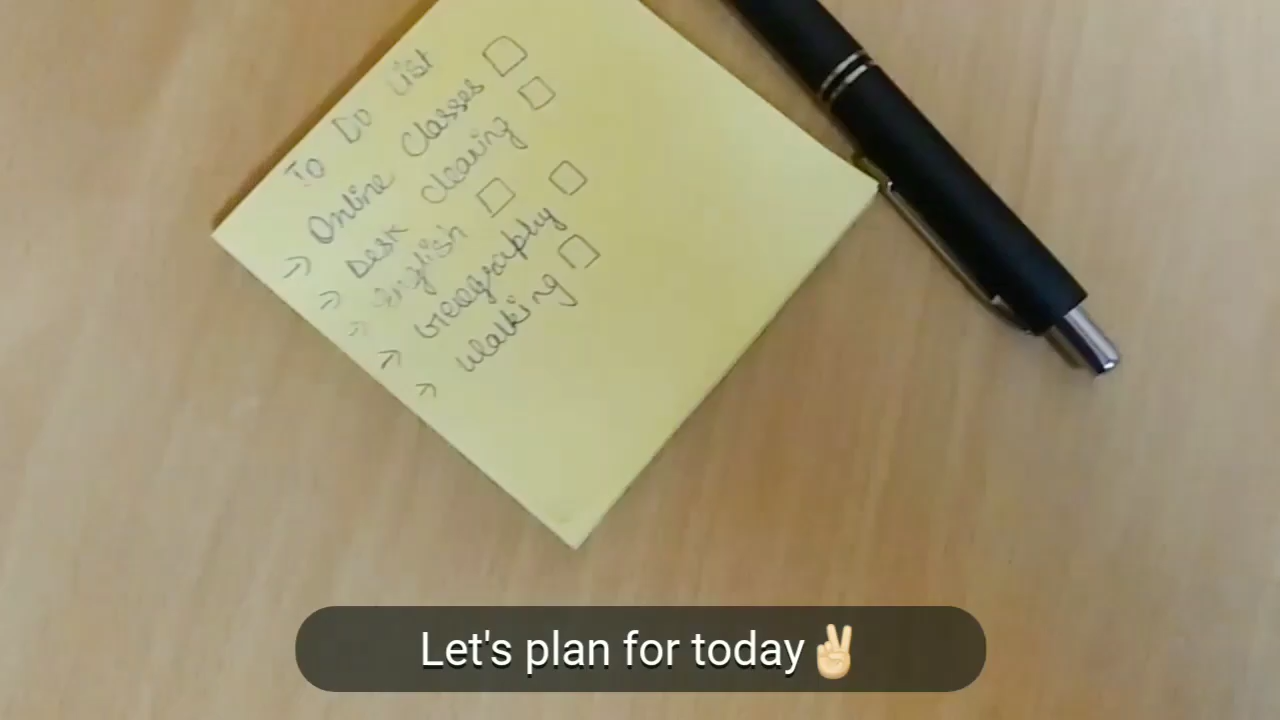 To Do List
→ Online Classes □
→ Desk cleaning □
→ English □
→ Geography □
→ Walking □
Let's plan for today✌🏻